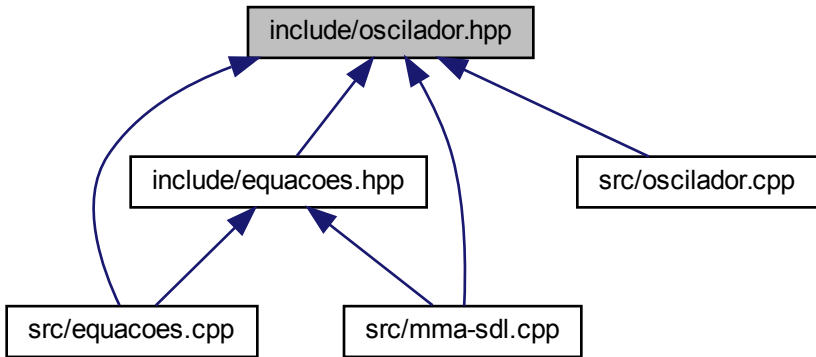 include/oscilador.hpp
include/equacoes.hpp
src/oscilador.cpp
src/equacoes.cpp
src/mma-sdl.cpp